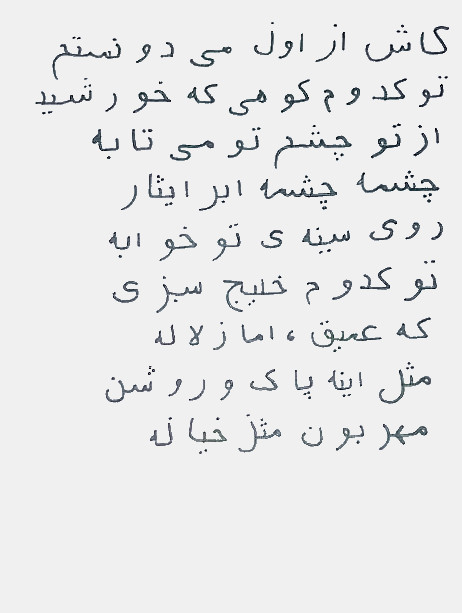 کاش از اول می دونستم
تو کدوم کوهی که خورشید
از تو چشم تو می تابه
چشمه چشمه ابر ایثار
روی سینه ی تو خوابه
تو کدوم خلیج سبزی
که عمیق ، اما زلاله
مثل اینه پاک و روشن
مهربون مثل خیاله